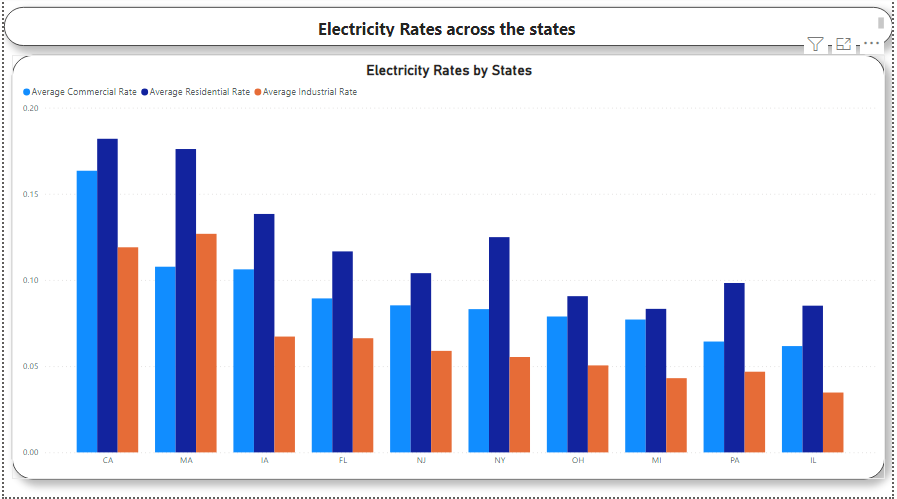 Electricity Rates across the states
Electricity Rates by States
Average Commercial Rate Average Residential Rate Average Industrial Rate
0.20
0.15
0.10
0.05
0.00
CA MA IA FL NJ NY OH MI PA IL